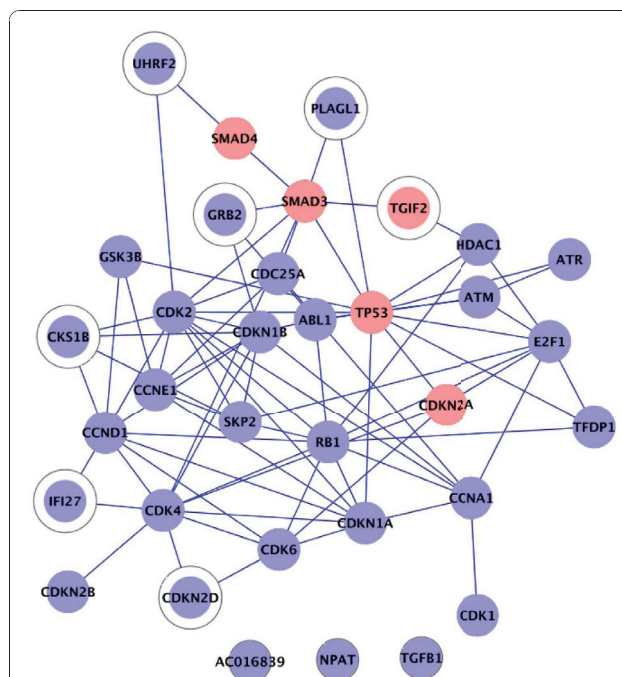 UHRF2
PLAGL1
SMAD4
SMAD3
TGIF2
GRB2
HDAC1
GSK3B
ATR
CDC25A
ATM
CDK2
ABL1
TP53
CKS1B
CDKN1B
E2F1
CCNE1
CDKN2A
SKP2
TFDP1
CCND1
RB1
IFI27
CCNA1
CDK4
CDKN1A
CDK6
CDKN2B
CDKN2D
CDK1
AC016839
NPAT
TGFB1